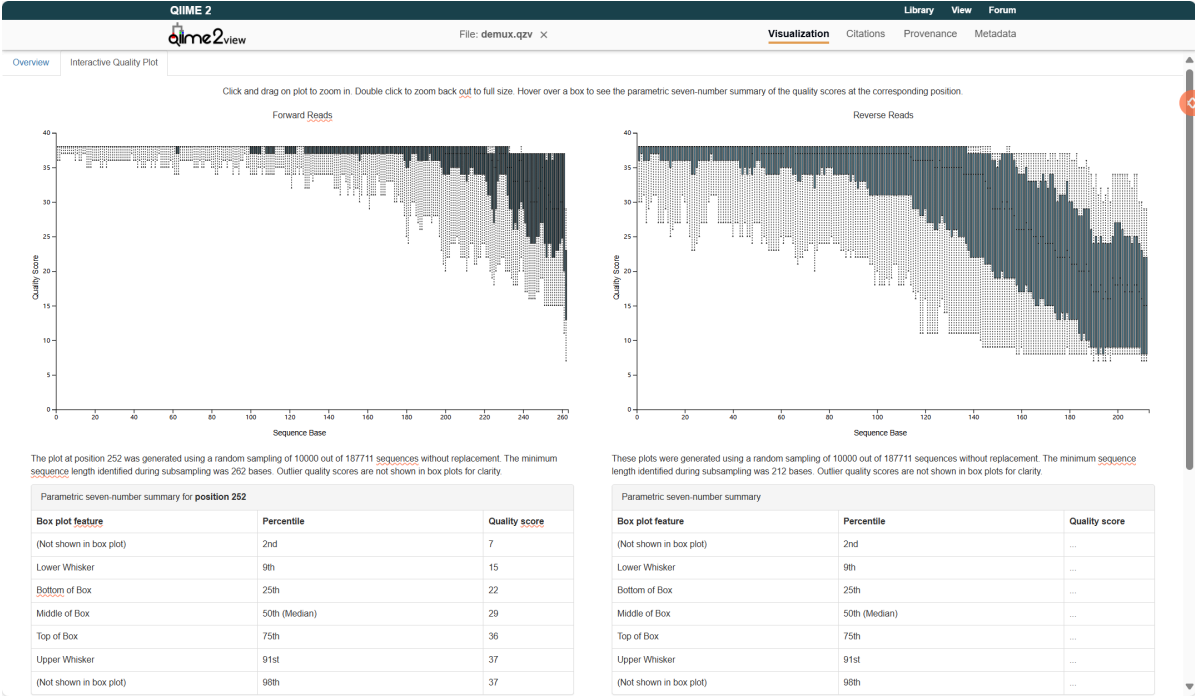 QIIME 2 Library View Forum
qiime2view File: demux.qzv × Visualization Citations Provenance Metadata
Overview Interactive Quality Plot
Click and drag on plot to zoom in. Double click to zoom back out to full size. Hover over a box to see the parametric seven-number summary of the quality scores at the corresponding position.
Forward Reads
40
35
30
25
20
15
10
5
0
Quality Score
0 20 40 60 80 100 120 140 160 180 200 220 240 260
Sequence Base
The plot at position 252 was generated using a random sampling of 10000 out of 187711 sequences without replacement. The minimum
sequence length identified during subsampling was 262 bases. Outlier quality scores are not shown in box plots for clarity.
Parametric seven-number summary for position 252
Box plot feature Percentile Quality score
(Not shown in box plot) 2nd 7
Lower Whisker 9th 15
Bottom of Box 25th 22
Middle of Box 50th (Median) 29
Top of Box 75th 36
Upper Whisker 91st 37
(Not shown in box plot) 98th 37
Reverse Reads
40
35
30
25
20
15
10
5
0
Quality Score
0 20 40 60 80 100 120 140 160 180 200
Sequence Base
These plots were generated using a random sampling of 10000 out of 187711 sequences without replacement. The minimum sequence
length identified during subsampling was 212 bases. Outlier quality scores are not shown in box plots for clarity.
Parametric seven-number summary
Box plot feature Percentile Quality score
(Not shown in box plot) 2nd ...
Lower Whisker 9th ...
Bottom of Box 25th ...
Middle of Box 50th (Median) ...
Top of Box 75th ...
Upper Whisker 91st ...
(Not shown in box plot) 98th ...